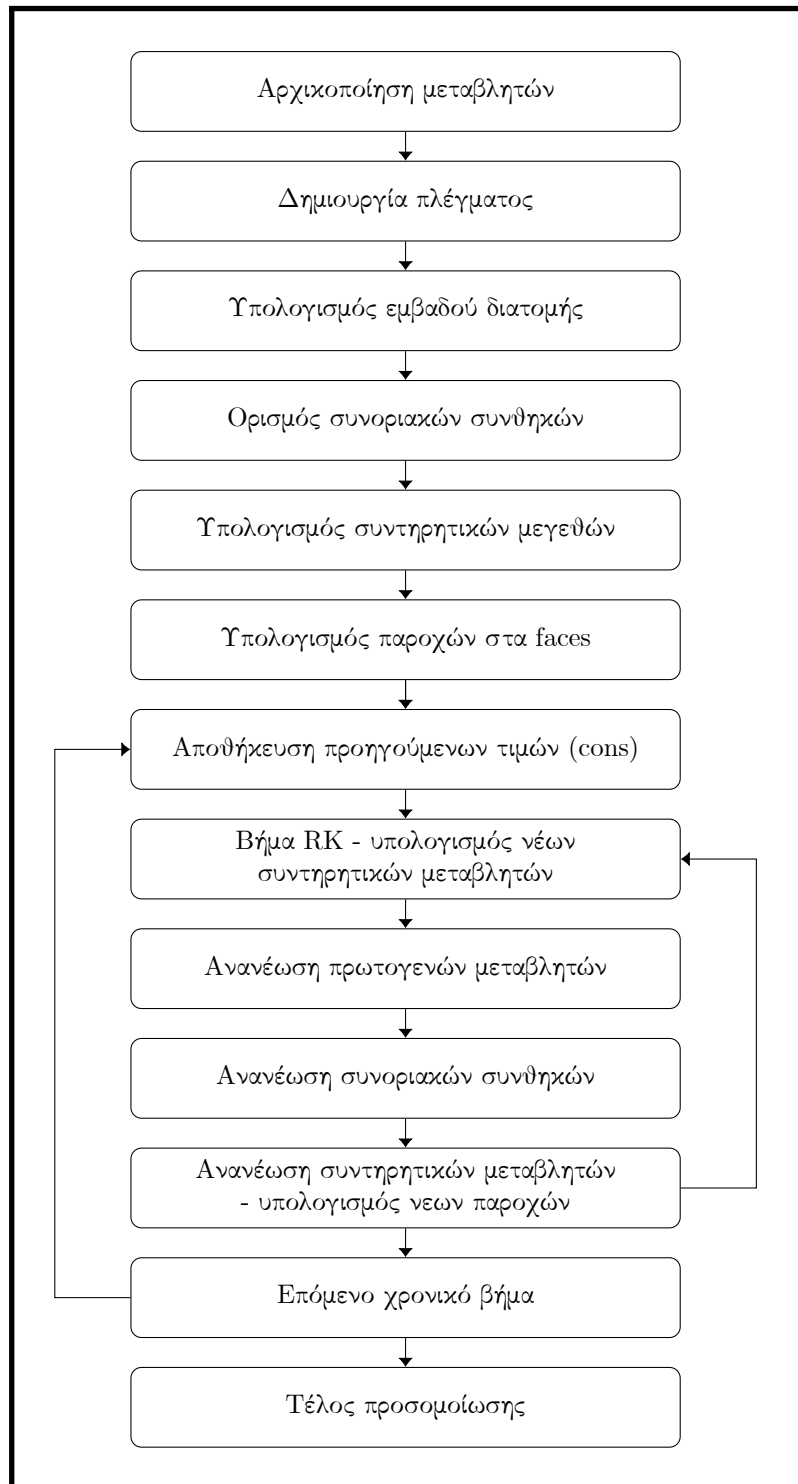 Αρχικοποίηση μεταβλητών
Δημιουργία πλέγματος
Υπολογισμός εμβαδού διατομής
Ορισμός συνοριακών συνθηκών
Υπολογισμός συντηρητικών μεγεθών
Υπολογισμός παροχών στα faces
Αποθήκευση προηγούμενων τιμών (cons)
Βήμα RK - υπολογισμός νέων
συντηρητικών μεταβλητών
Ανανέωση πρωτογενών μεταβλητών
Ανανέωση συνοριακών συνθηκών
Ανανέωση συντηρητικών μεταβλητών
- υπολογισμός νεων παροχών
Επόμενο χρονικό βήμα
Τέλος προσομοίωσης